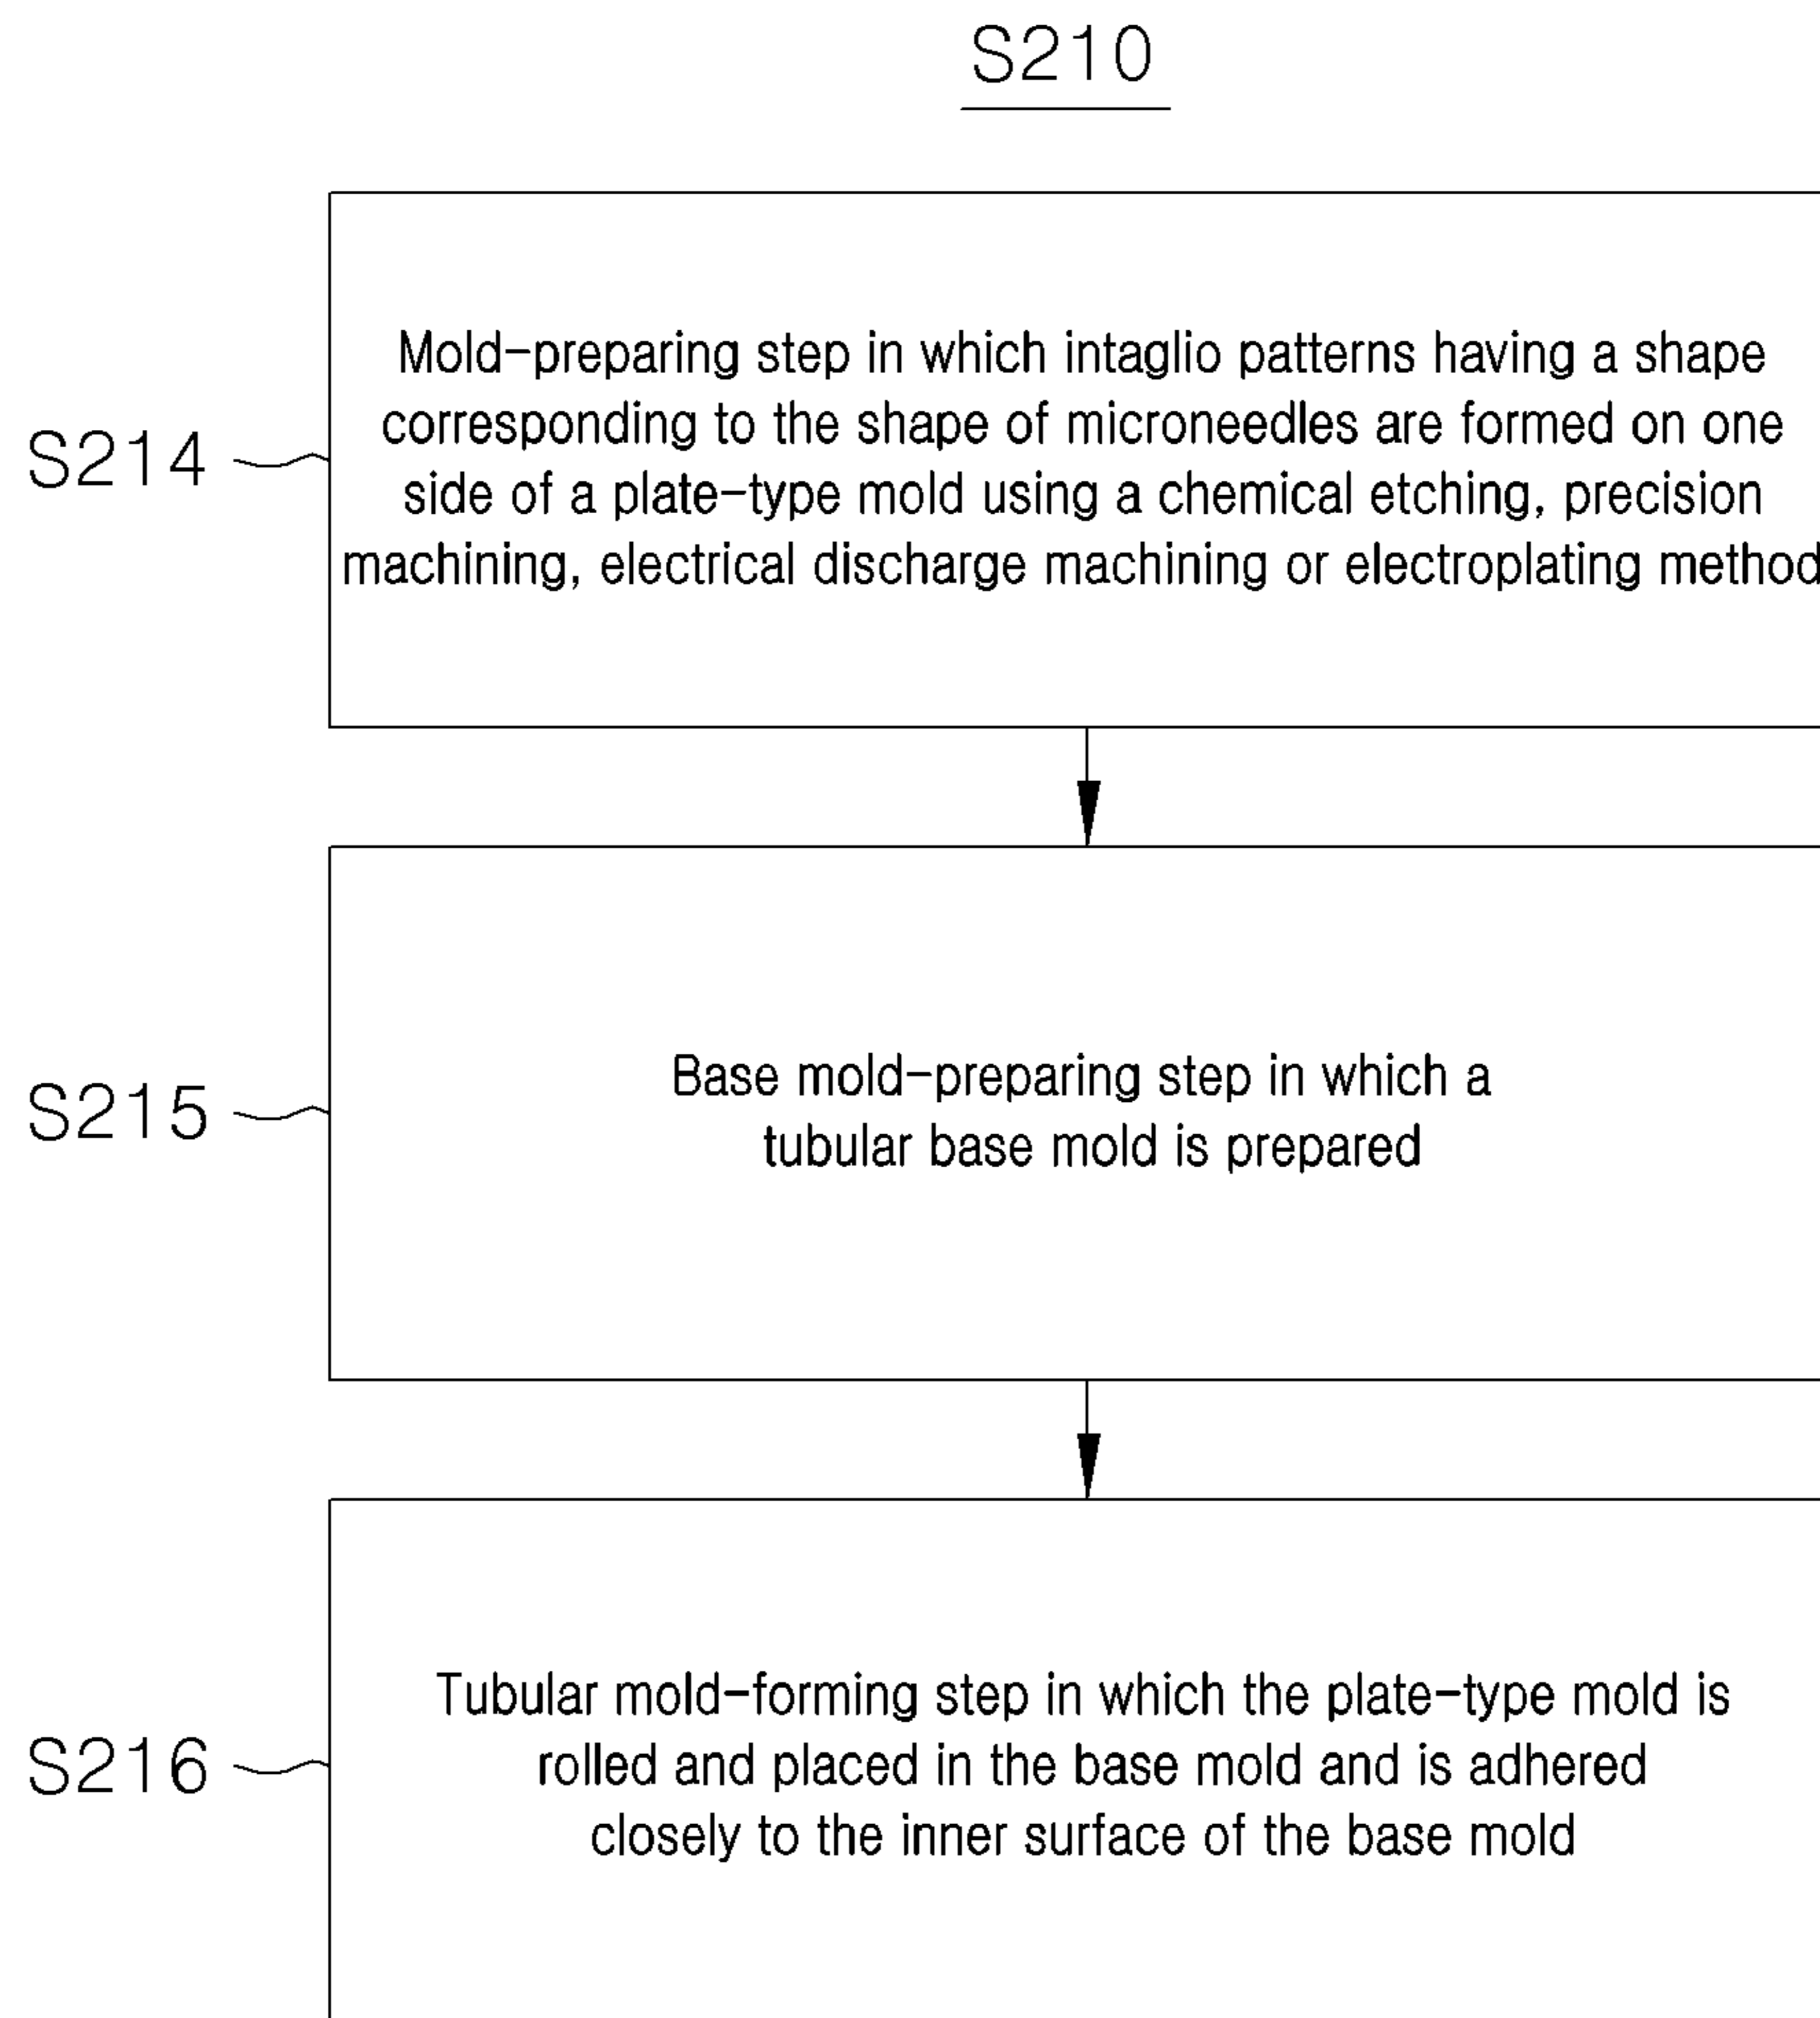 S210
Mold-preparing step in which intaglio patterns having a shape
corresponding to the shape of microneedles are formed on one
side of a plate-type mold using a chemical etching, precision
machining, electrical discharge machining or electroplating method
S214
Base mold-preparing step in which a
tubular base mold is prepared
S215
Tubular mold-forming step in which the plate-type mold is
rolled and placed in the base mold and is adhered
closely to the inner surface of the base mold
S216